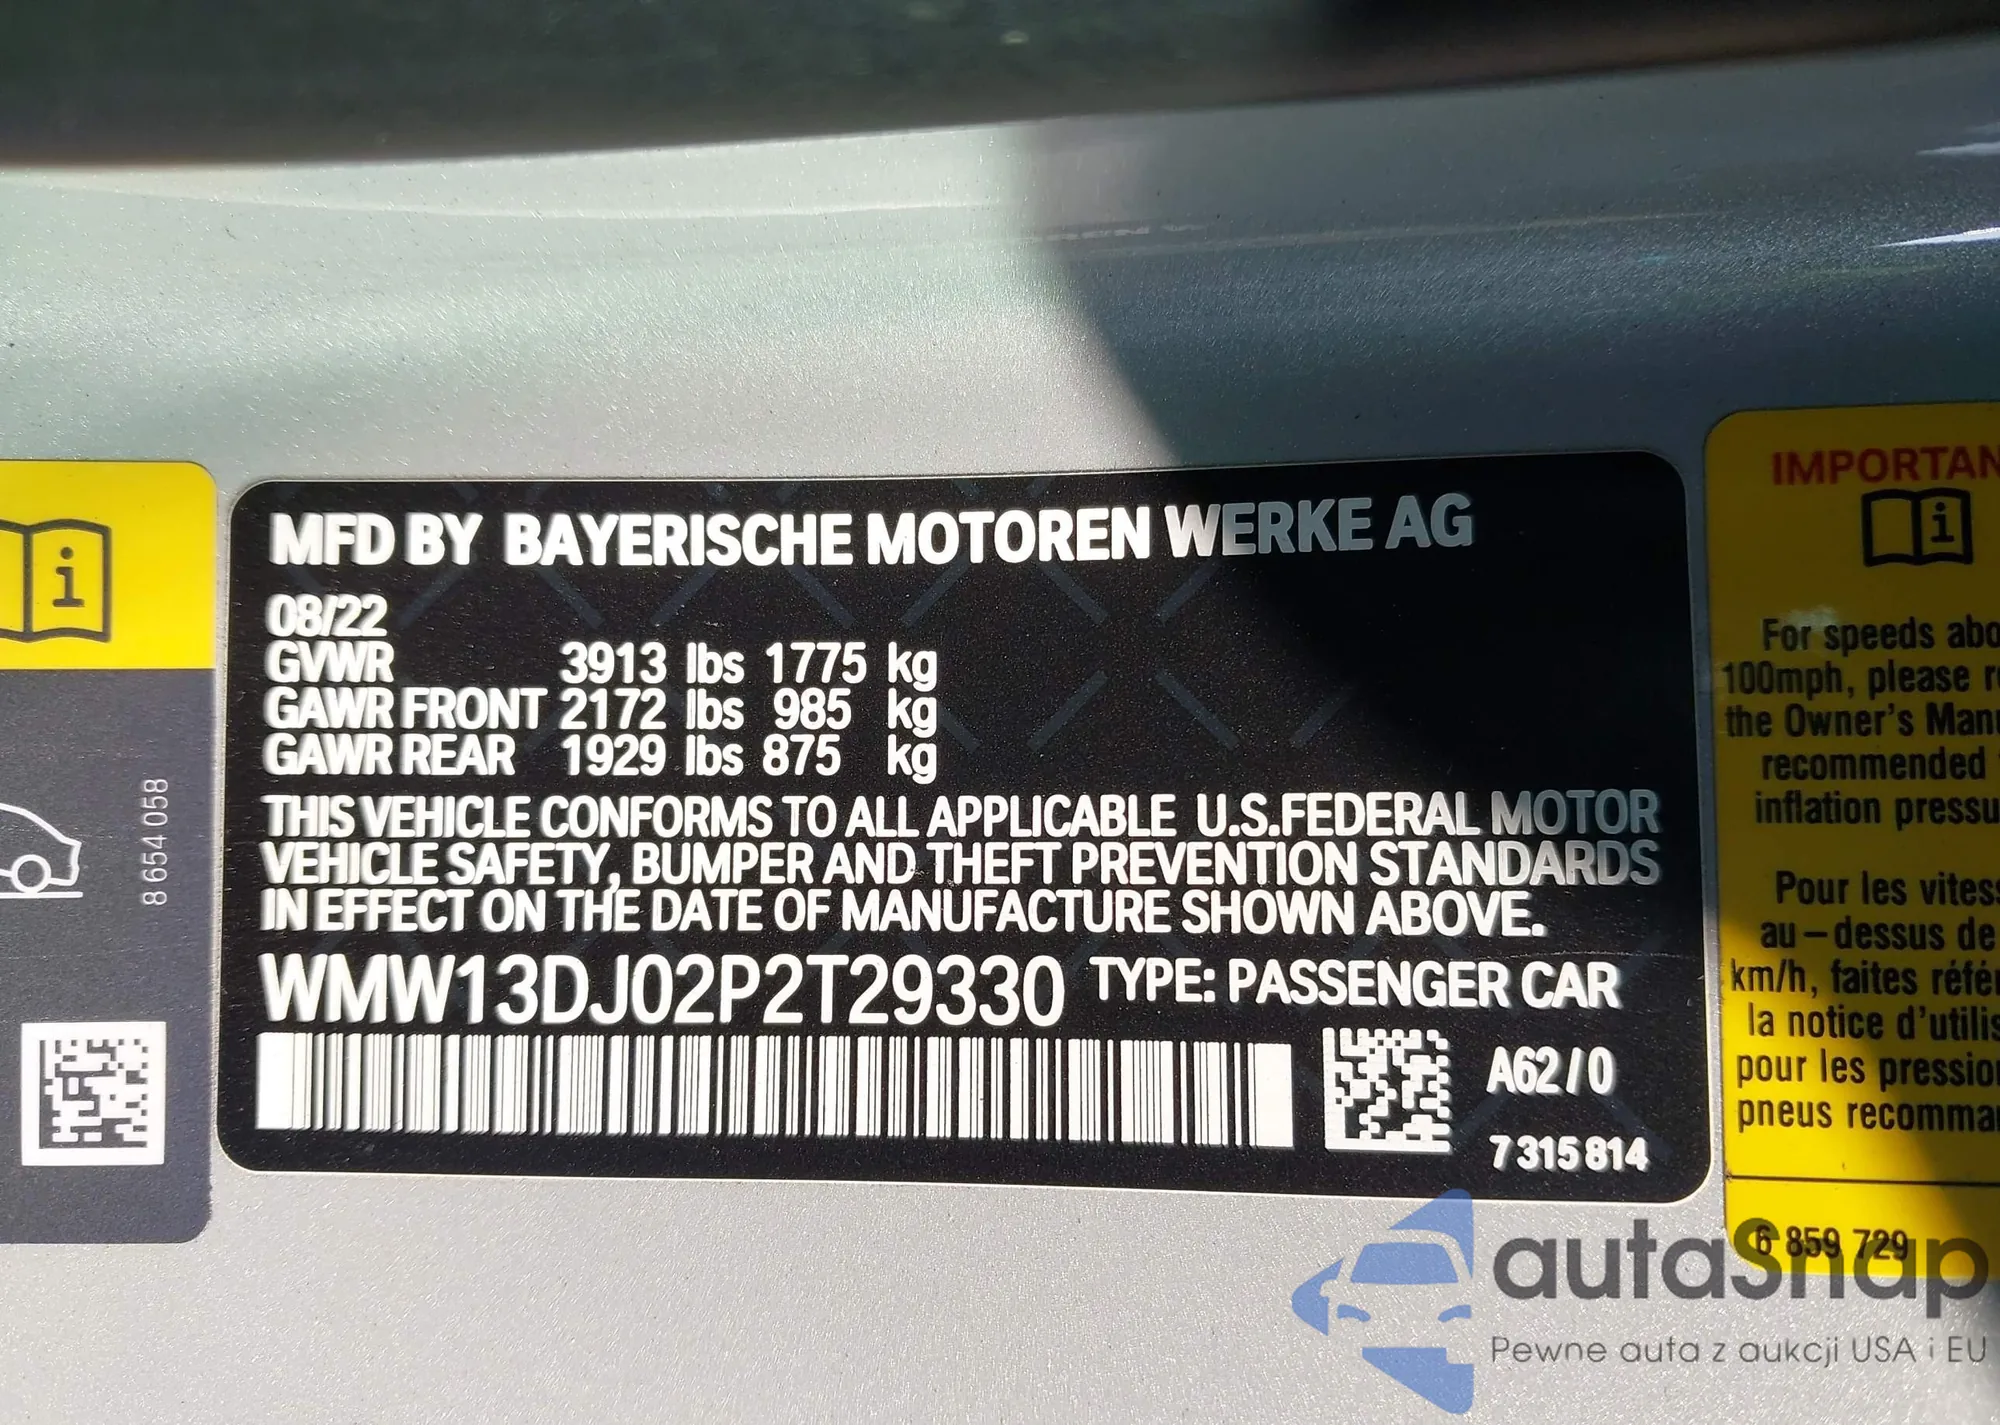 MFD BY BAYERISCHE MOTOREN WERKE AG
08/22
GVWR 3913 lbs 1775 kg
GAWR FRONT 2172 lbs 985 kg
GAWR REAR 1929 lbs 875 kg
THIS VEHICLE CONFORMS TO ALL APPLICABLE U.S.FEDERAL MOTOR
VEHICLE SAFETY, BUMPER AND THEFT PREVENTION STANDARDS
IN EFFECT ON THE DATE OF MANUFACTURE SHOWN ABOVE.
WMW13DJ02P2T29330 TYPE: PASSENGER CAR
A62/0
7 315 814
8 654 058
IMPORTAN
For speeds abo
100mph, please r
the Owner's Manu
recommended
inflation pressu
Pour les vitess
au-dessus de
km/h, faites référ
la notice d'utilis
pour les pression
pneus recomma
6 859 729
autaSnap
Pewne auta z aukcji USA i EU